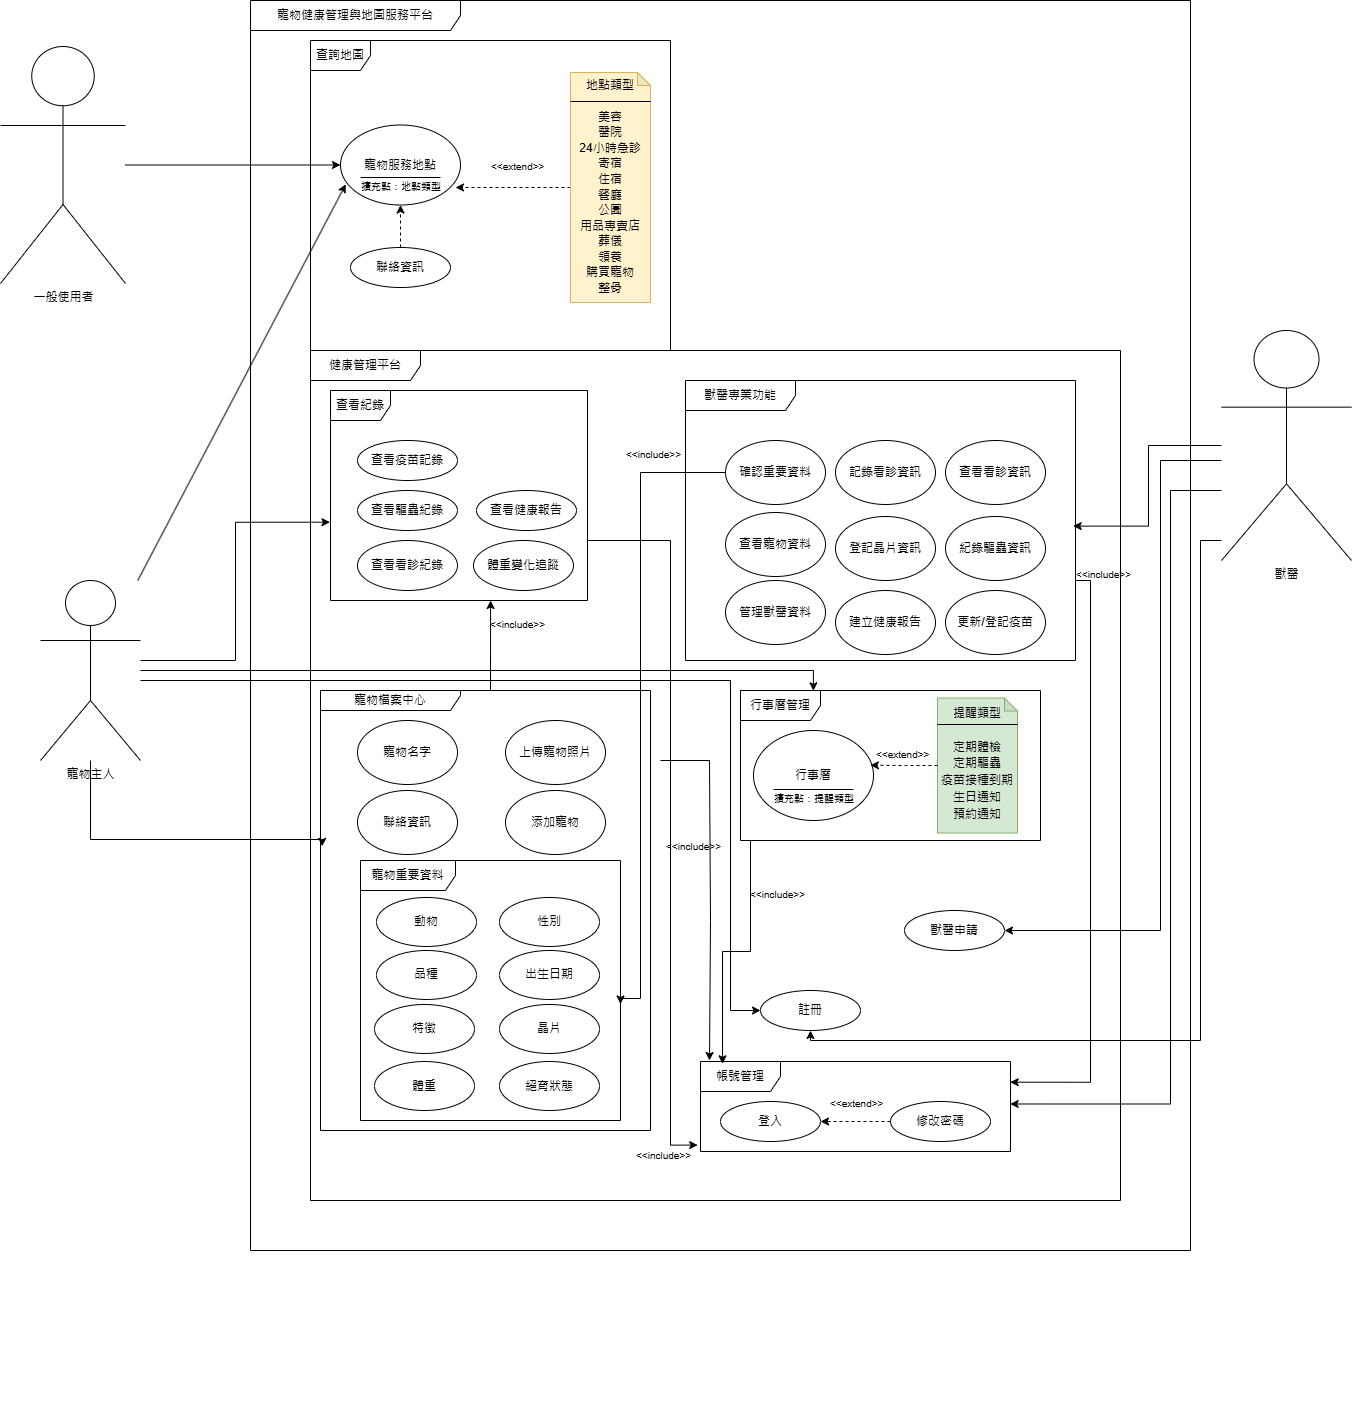 寵物健康管理與地圖服務平台
查詢地圖
地點類型
美容
醫院
24小時急診
寄宿
住宿
餐廳
公園
用品專賣店
葬儀
領養
購買寵物
整骨
寵物服務地點
擴充點：地點類型
<<extend>>
聯絡資訊
一般使用者
健康管理平台
查看紀錄
查看疫苗記錄
查看驅蟲紀錄
查看健康報告
查看看診紀錄
體重變化追蹤
獸醫專業功能
<<include>>
確認重要資料
記錄看診資訊
查看看診資訊
查看寵物資料
登記晶片資訊
紀錄驅蟲資訊
管理獸醫資料
建立健康報告
更新/登記疫苗
<<include>>
獸醫
<<include>>
寵物主人
寵物檔案中心
寵物名字
上傳寵物照片
聯絡資訊
添加寵物
寵物重要資料
動物
性別
品種
出生日期
特徵
晶片
體重
絕育狀態
行事曆管理
行事曆
擴充點：提醒類型
<<extend>>
提醒類型
定期體檢
定期驅蟲
疫苗接種到期
生日通知
預約通知
<<include>>
<<include>>
獸醫申請
註冊
帳號管理
登入
<<extend>>
修改密碼
<<include>>